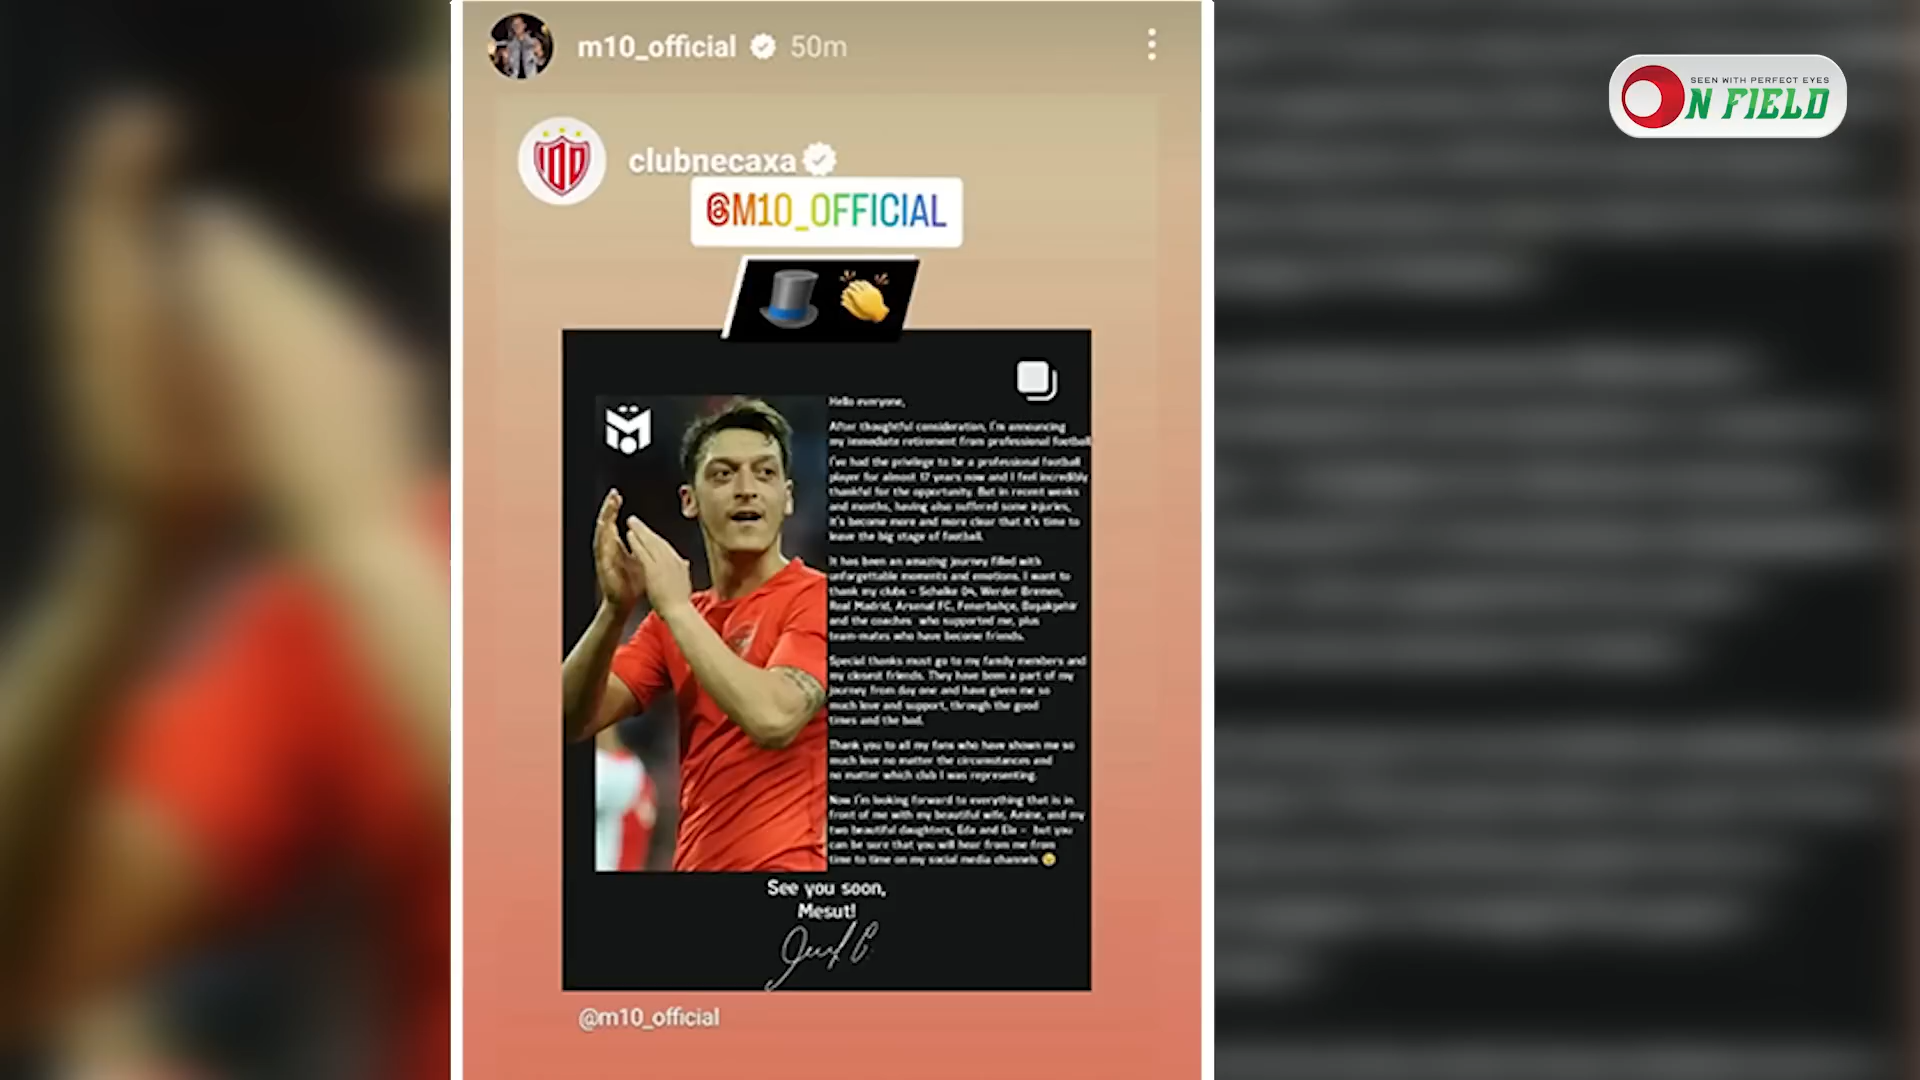 m10_official 50m
SEEN WITH PERFECT EYES
N FIELD
clubnecaxa
@M10_OFFICIAL
Hello everyone,
After thoughtful consideration, I'm announcing
my immediate retirement from professional football
I've had the privilege to be a professional football
player for almost 17 years now and I feel incredibly
thankful for the opportunity. But in recent weeks
and months, having also suffered some injuries,
it's become more and more clear that it's time to
leave the big stage of football.
It has been an amazing journey filled with
unforgettable moments and emotions. I want to
thank my clubs – Schalke 04, Werder Bremen,
Real Madrid, Arsenal FC, Fenerbahçe, Başakşehir
and the coaches who supported me, plus
team-mates who have become friends.
Special thanks must go to my family members and
my closest friends. They have been a part of my
journey from day one and have given me so
much love and support, through the good
times and the bad.
Thank you to all my fans who have shown me so
much love no matter the circumstances and
no matter which club I was representing.
Now I'm looking forward to everything that is in
front of me with my beautiful wife, Amine, and my
two beautiful daughters, Eda and Ela – but you
can be sure that you will hear from me from
time to time on my social media channels
See you soon,
Mesut!
@m10_official